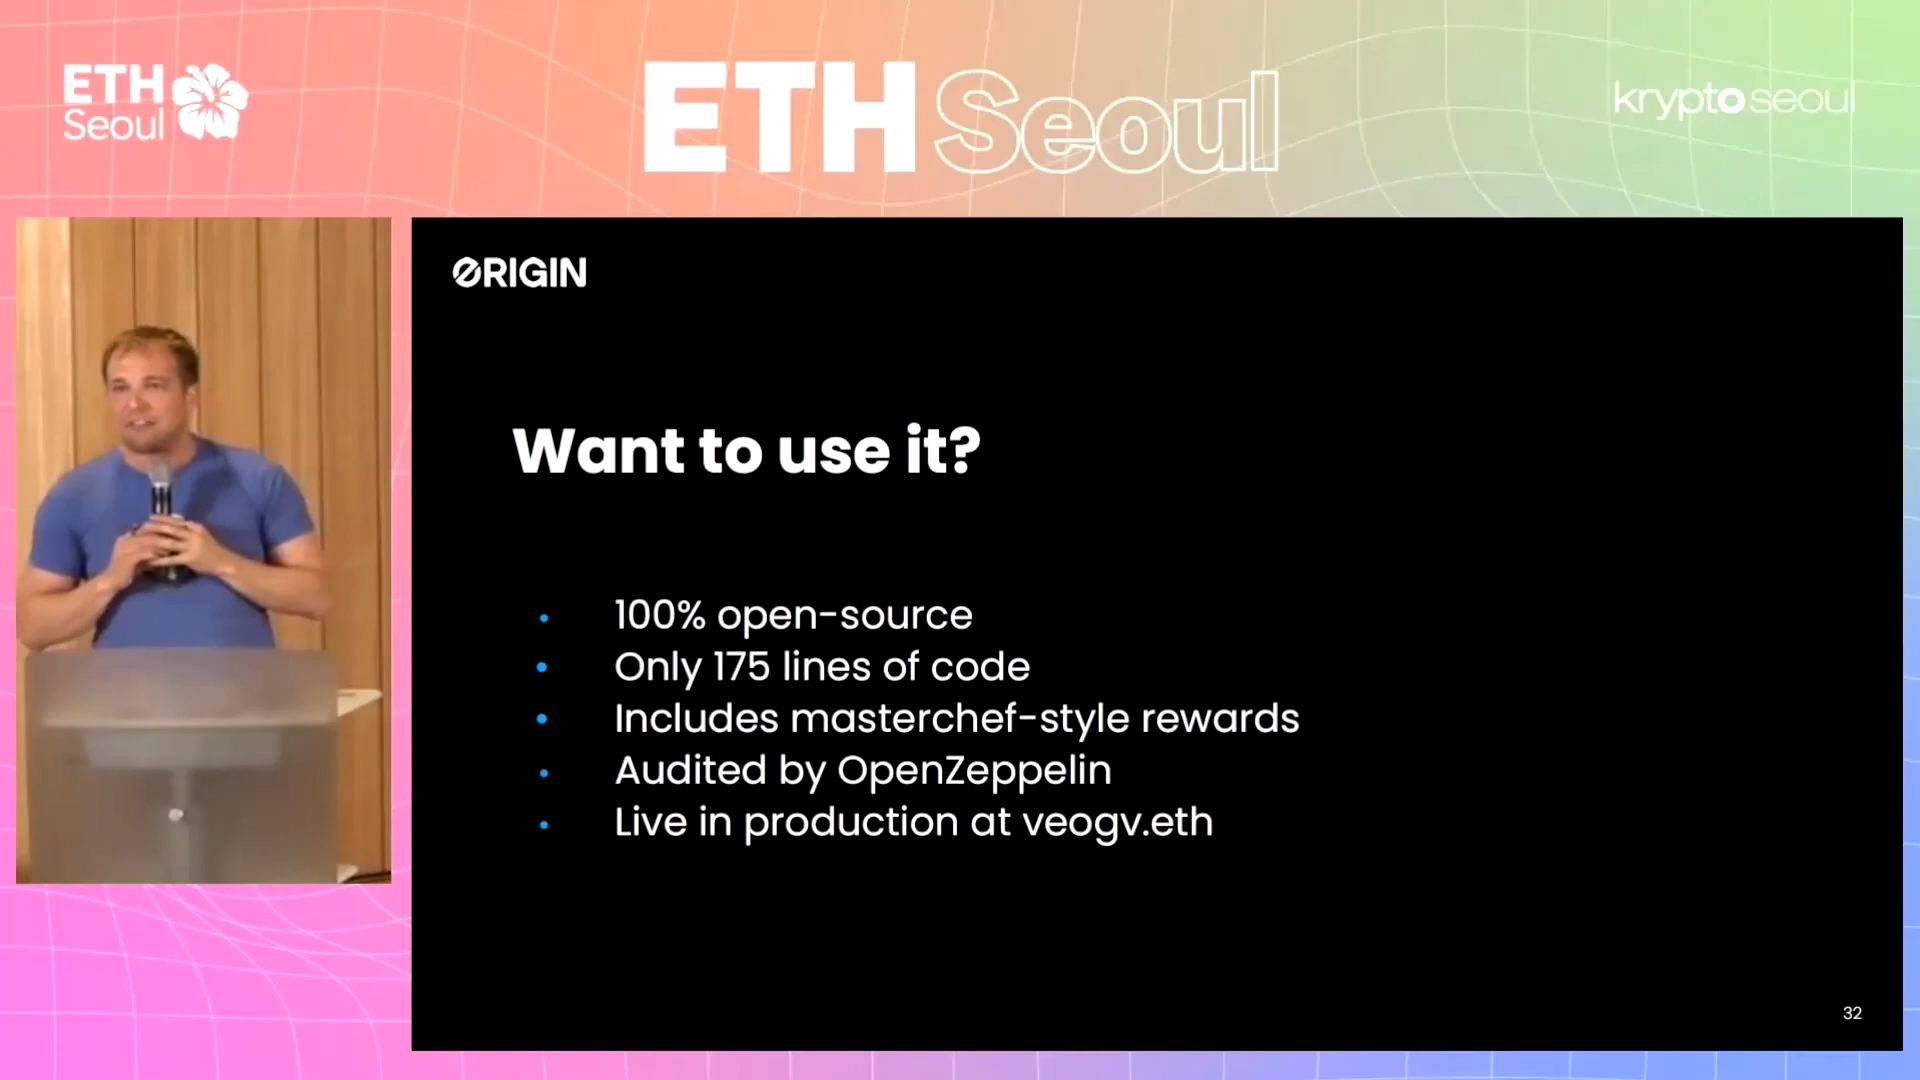 ETH
Seoul
ETH Seoul
kryptoseoul
ORIGIN
Want to use it?
• 100% open-source
• Only 175 lines of code
• Includes masterchef-style rewards
• Audited by OpenZeppelin
• Live in production at veogv.eth
32